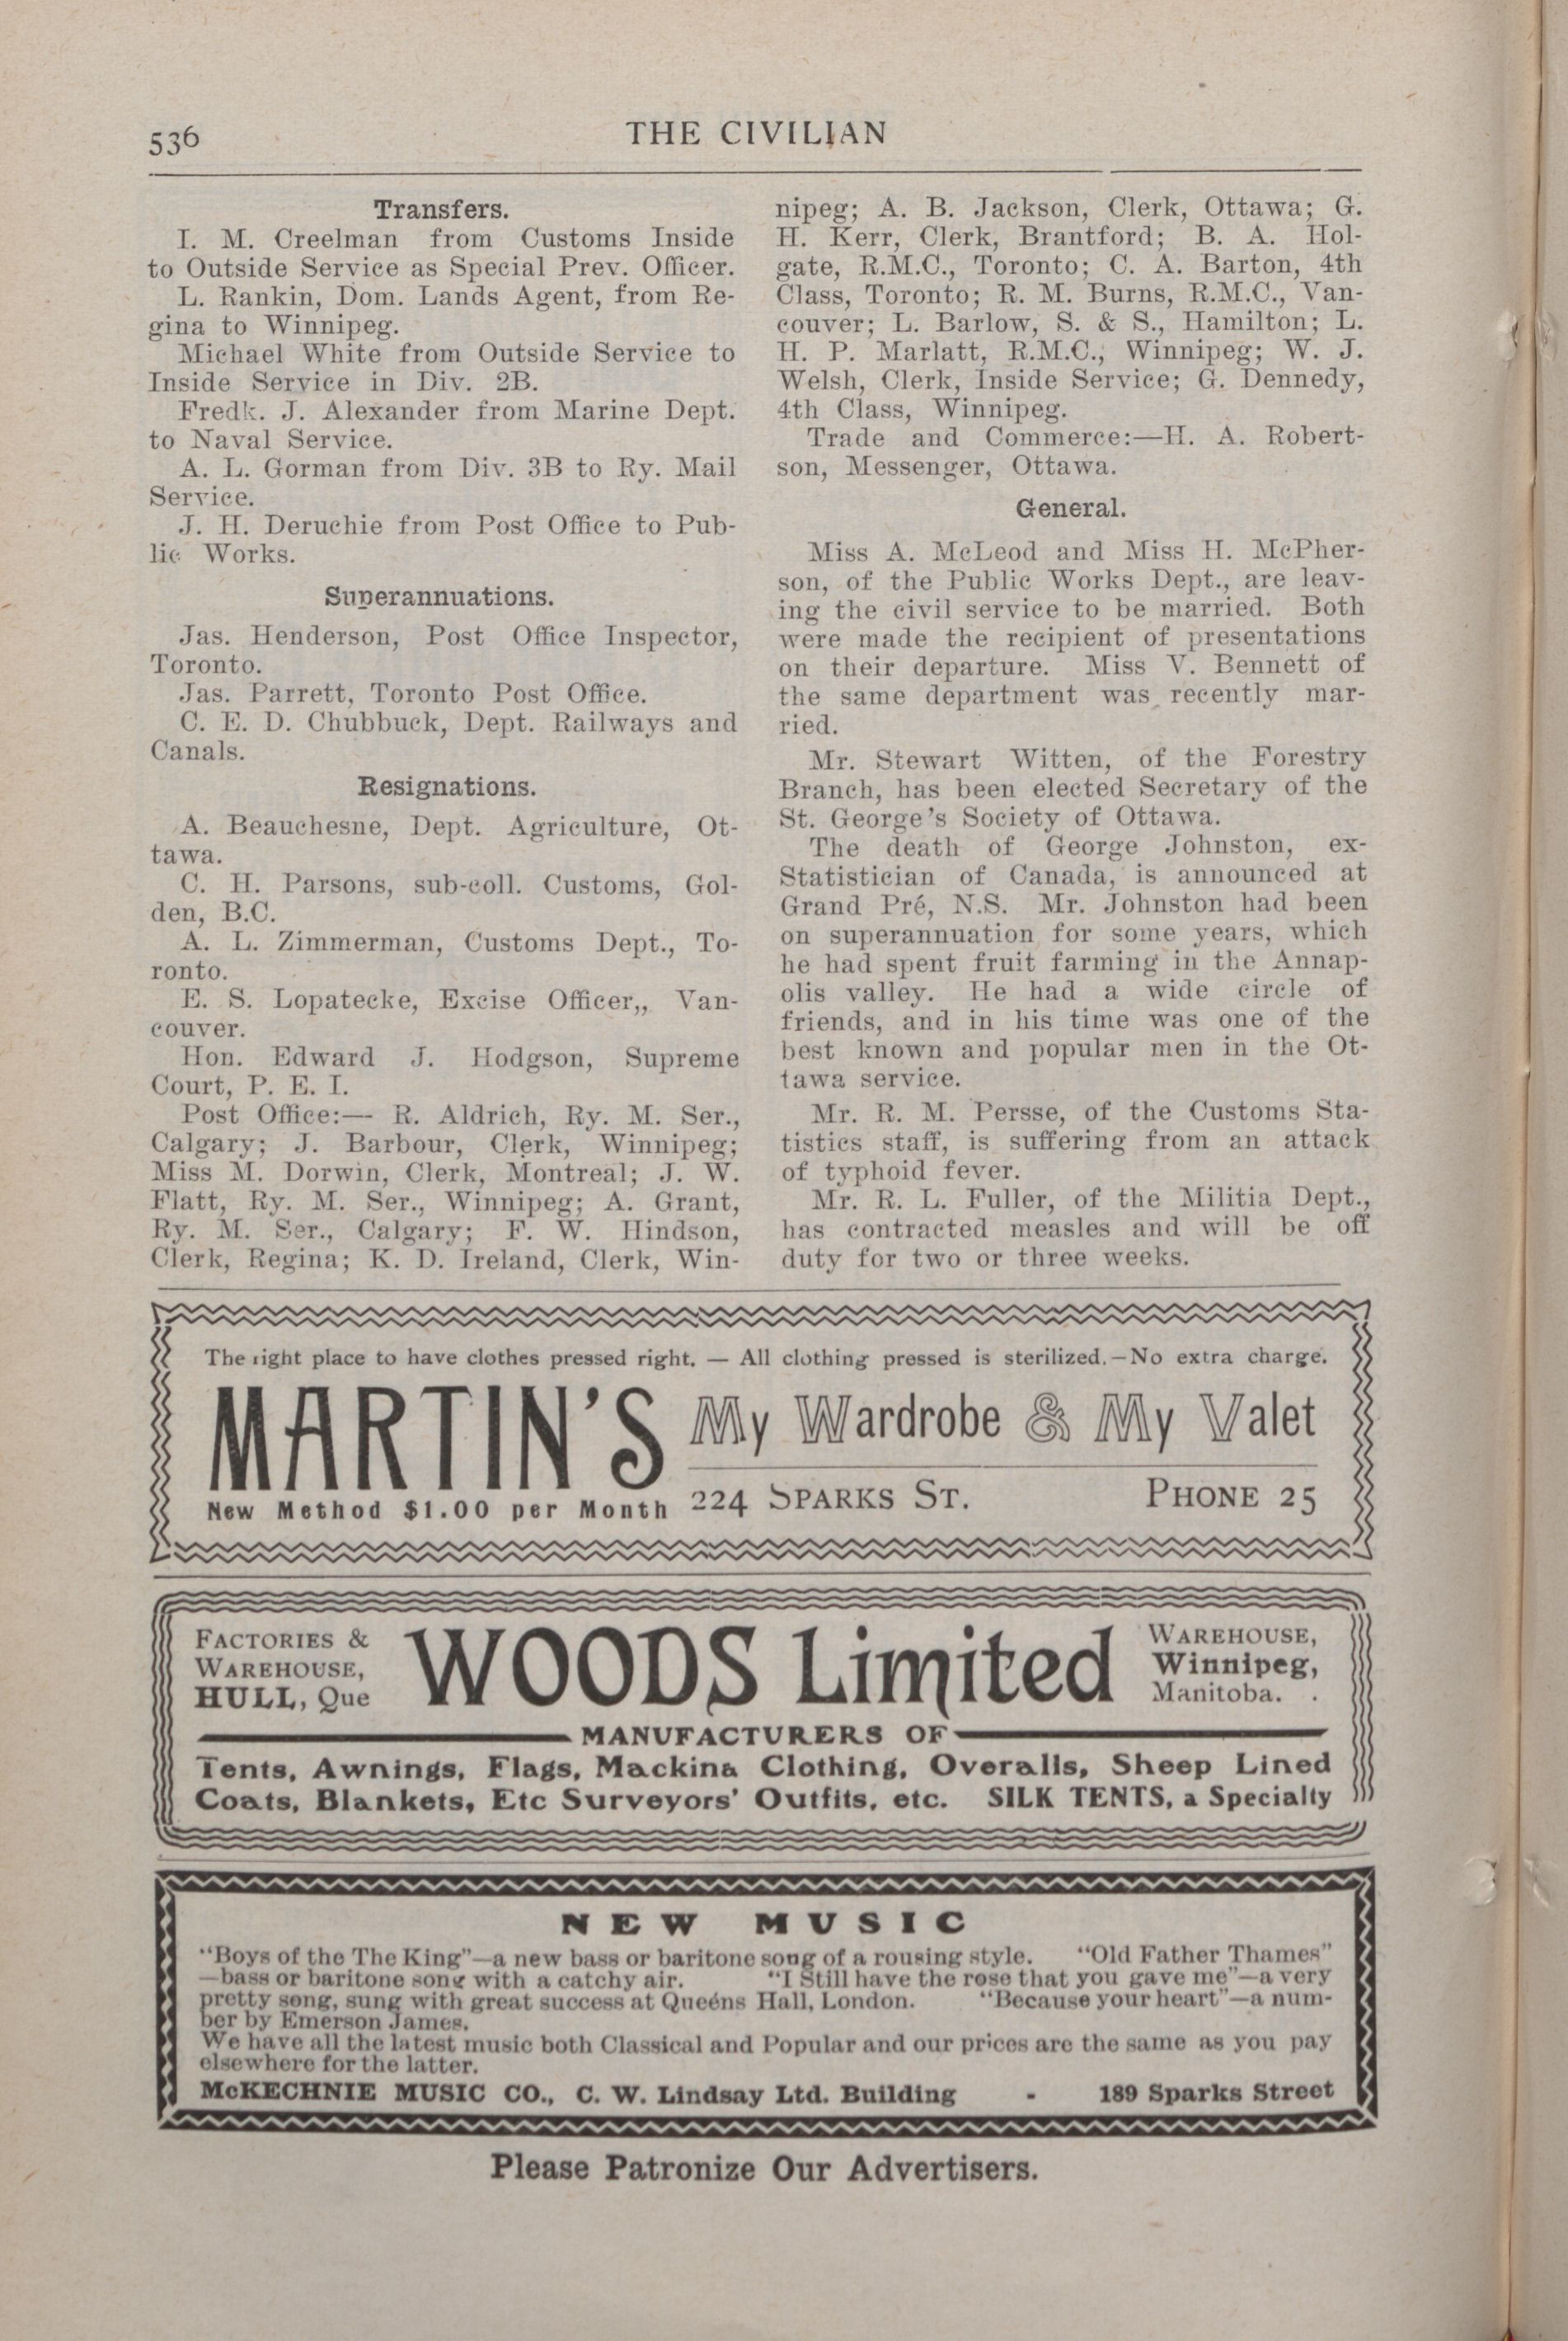 536
THE CIVILIAN
Transfers.
I. M. Creelman from Customs Inside
to Outside Service as Special Prev. Officer.
L. Rankin, Dom. Lands Agent, from Re-
gina to Winnipeg.
Michael White from Outside Service to
Inside Service in Div. 2B.
Fredk. J. Alexander from Marine Dept.
to Naval Service.
A. L. Gorman from Div. 3B to Ry. Mail
Service.
J. H. Deruchie from Post Office to Pub-
lic Works.
Superannuations.
Jas. Henderson, Post Office Inspector,
Toronto.
Jas. Parrett, Toronto Post Office.
C. E. D. Chubbuck, Dept. Railways and
Canals.
Resignations.
A. Beauchesne, Dept. Agriculture, Ot-
tawa.
C. H. Parsons, sub-coll. Customs, Gol-
den, B.C.
A. L. Zimmerman, Customs Dept., To-
ronto.
E. S. Lopatecke, Excise Officer,, Van-
couver.
Hon. Edward J. Hodgson, Supreme
Court, P. E. I.
Post Office:— R. Aldrich, Ry. M. Ser.,
Calgary; J. Barbour, Clerk, Winnipeg;
Miss M. Dorwin, Clerk, Montreal; J. W.
Flatt, Ry. M. Ser., Winnipeg; A. Grant,
Ry. M. Ser., Calgary; F. W. Hindson,
Clerk, Regina; K. D. Ireland, Clerk, Win-
nipeg; A. B. Jackson, Clerk, Ottawa; G.
H. Kerr, Clerk, Brantford; B. A. Hol-
gate, R.M.C., Toronto; C. A. Barton, 4th
Class, Toronto; R. M. Burns, R.M.C., Van-
couver; L. Barlow, S. & S., Hamilton; L.
H. P. Marlatt, R.M.C., Winnipeg; W. J.
Welsh, Clerk, Inside Service; G. Dennedy,
4th Class, Winnipeg.
Trade and Commerce:—H. A. Robert-
son, Messenger, Ottawa.
General.
Miss A. McLeod and Miss H. McPher-
son, of the Public Works Dept., are leav-
ing the civil service to be married. Both
were made the recipient of presentations
on their departure. Miss V. Bennett of
the same department was recently mar-
ried.
Mr. Stewart Witten, of the Forestry
Branch, has been elected Secretary of the
St. George's Society of Ottawa.
The death of George Johnston, ex-
Statistician of Canada, is announced at
Grand Pré, N.S. Mr. Johnston had been
on superannuation for some years, which
he had spent fruit farming in the Annap-
olis valley. He had a wide circle of
friends, and in his time was one of the
best known and popular men in the Ot-
tawa service.
Mr. R. M. Persse, of the Customs Sta-
tistics staff, is suffering from an attack
of typhoid fever.
Mr. R. L. Fuller, of the Militia Dept.,
has contracted measles and will be off
duty for two or three weeks.
The right place to have clothes pressed right. — All clothing pressed is sterilized.—No extra charge.
MARTIN'S My Wardrobe & My Valet
New Method $1.00 per Month 224 SPARKS ST. PHONE 25
FACTORIES &
WAREHOUSE,
HULL, Que
WOODS Limited
WAREHOUSE,
Winnipeg,
Manitoba. .
MANUFACTURERS OF
Tents, Awnings, Flags, Mackina Clothing, Overalls, Sheep Lined
Coats, Blankets, Etc Surveyors' Outfits, etc. SILK TENTS, a Specialty
NEW MUSIC
"Boys of the The King"—a new bass or baritone song of a rousing style. "Old Father Thames"
—bass or baritone song with a catchy air. "I Still have the rose that you gave me"—a very
pretty song, sung with great success at Queéns Hall, London. "Because your heart"—a num-
ber by Emerson James.
We have all the latest music both Classical and Popular and our prices are the same as you pay
elsewhere for the latter.
McKECHNIE MUSIC CO., C. W. Lindsay Ltd. Building - 189 Sparks Street
Please Patronize Our Advertisers.